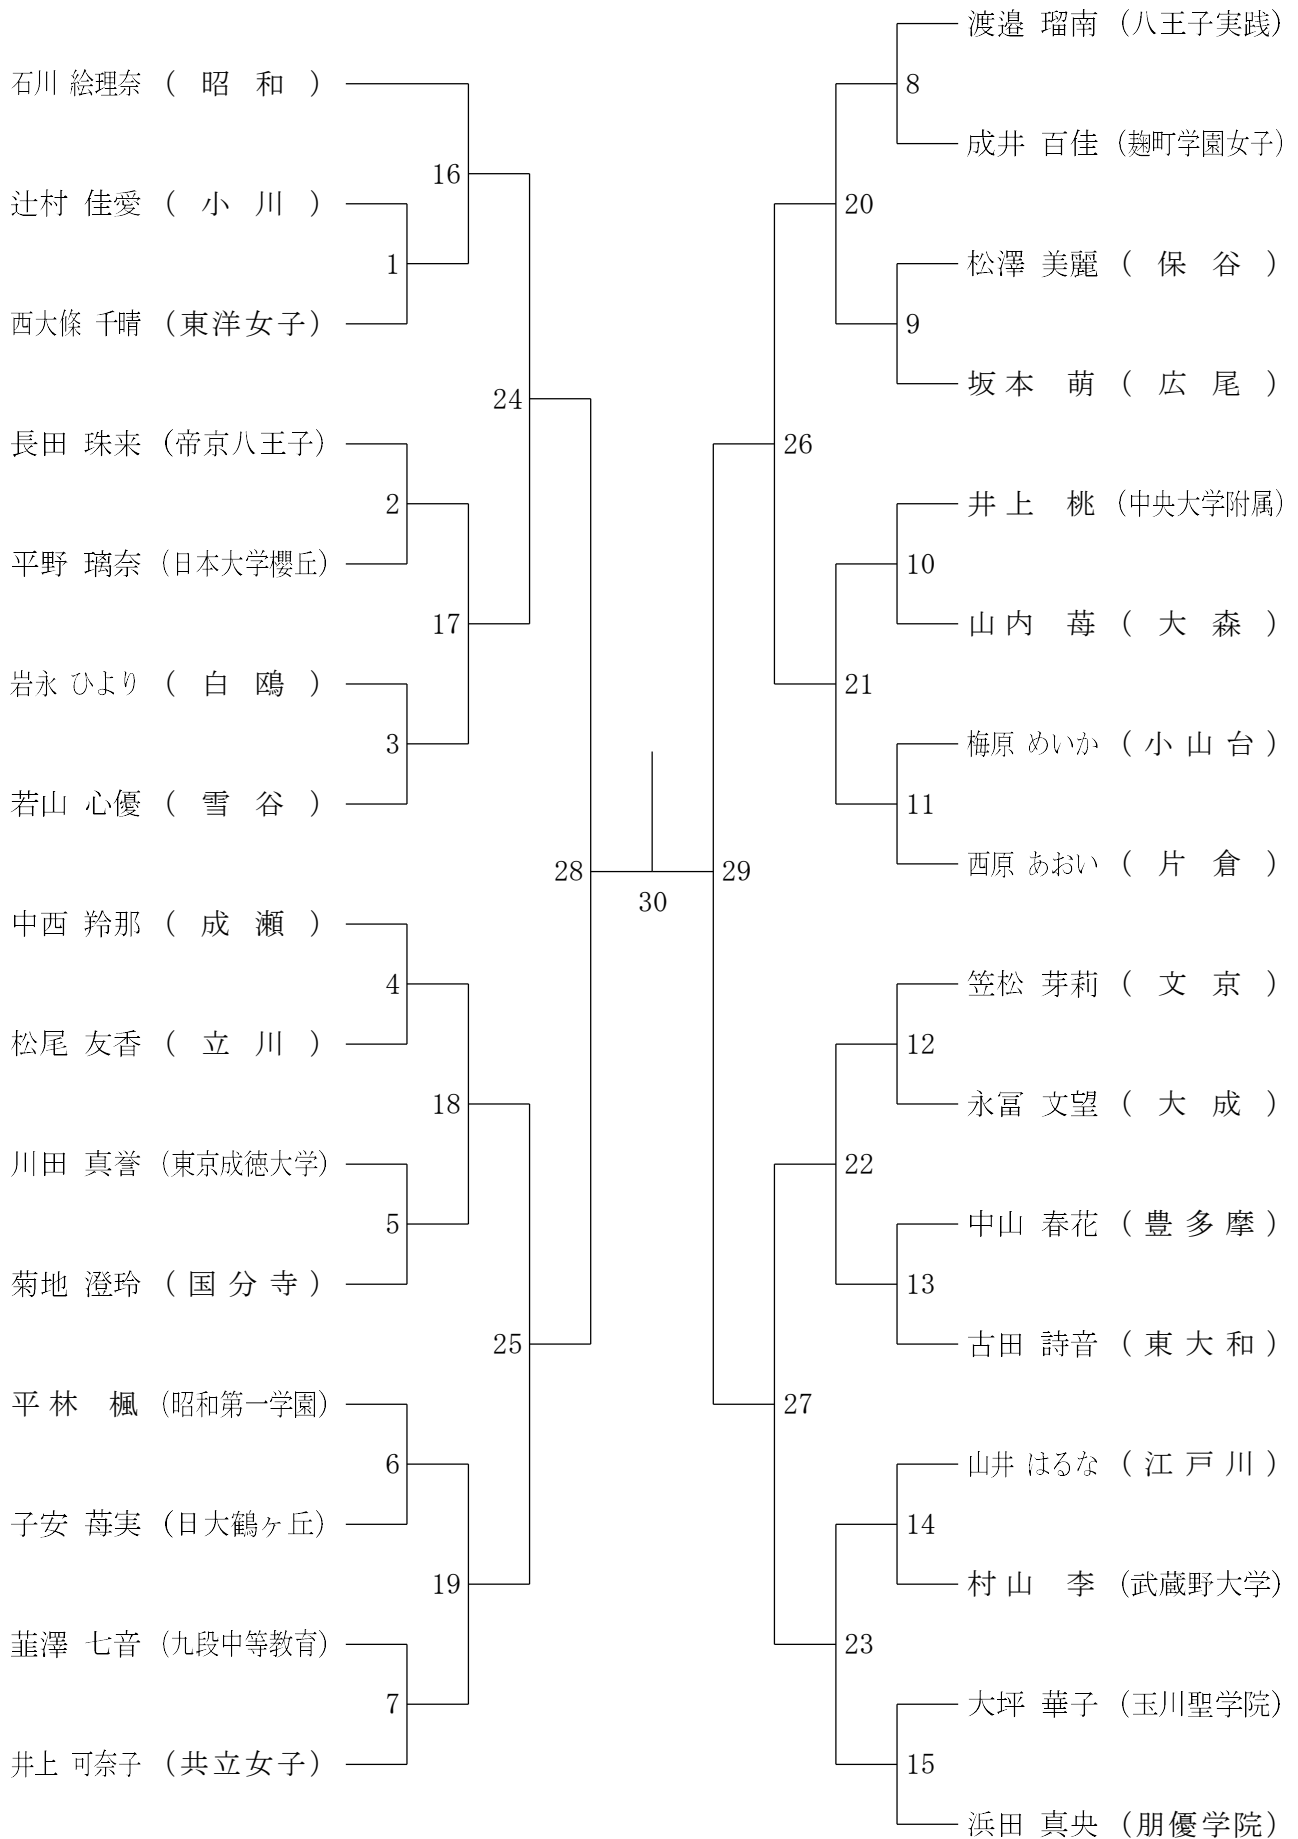 石川 絵理奈 (昭和)
辻村 佳愛 (小川)
西大條 千晴 (東洋女子)
長田 珠来 (帝京八王子)
平野 璃奈 (日本大学櫻丘)
岩永 ひより (白鴎)
若山 心優 (雪谷)
中西 羚那 (成瀬)
松尾 友香 (立川)
川田 真誉 (東京成徳大学)
菊地 澄玲 (国分寺)
平林 楓 (昭和第一学園)
子安 苺実 (日大鶴ヶ丘)
韮澤 七音 (九段中等教育)
井上 可奈子 (共立女子)
1
2
3
4
5
6
7
16
17
18
19
24
25
28
30
29
26
27
20
21
22
23
8
9
10
11
12
13
14
15
渡邉 瑠南 (八王子実践)
成井 百佳 (麹町学園女子)
松澤 美麗 (保谷)
坂本 萌 (広尾)
井上 桃 (中央大学附属)
山内 苺 (大森)
梅原 めいか (小山台)
西原 あおい (片倉)
笠松 芽莉 (文京)
永冨 文望 (大成)
中山 春花 (豊多摩)
古田 詩音 (東大和)
山井 はるな (江戸川)
村山 李 (武蔵野大学)
大坪 華子 (玉川聖学院)
浜田 真央 (朋優学院)